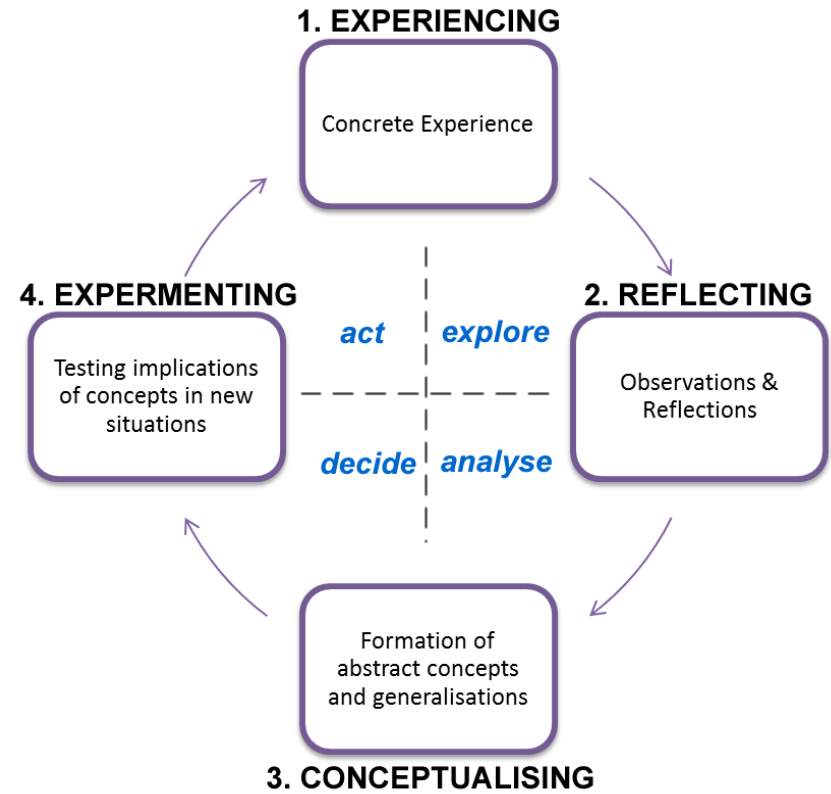 1. EXPERIENCING
Concrete Experience
4. EXPERMENTING
2. REFLECTING
Testing implications
of concepts in new
situations
act
explore
Observations &
Reflections
decide
analyse
Formation of
abstract concepts
and generalisations
3. CONCEPTUALISING